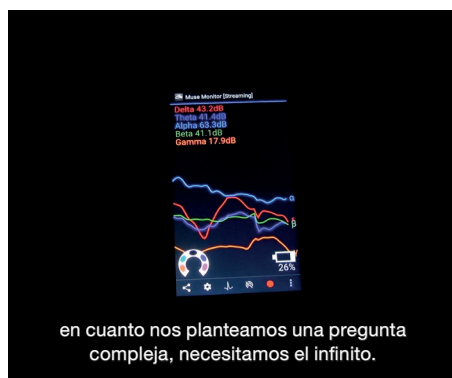 Muse Monitor [Streaming]
Delta 43.2dB
Theta 41.4dB
Alpha 63.3dB
Beta 41.1dB
Gamma 17.9dB
α
β
26%
en cuanto nos planteamos una pregunta
compleja, necesitamos el infinito.